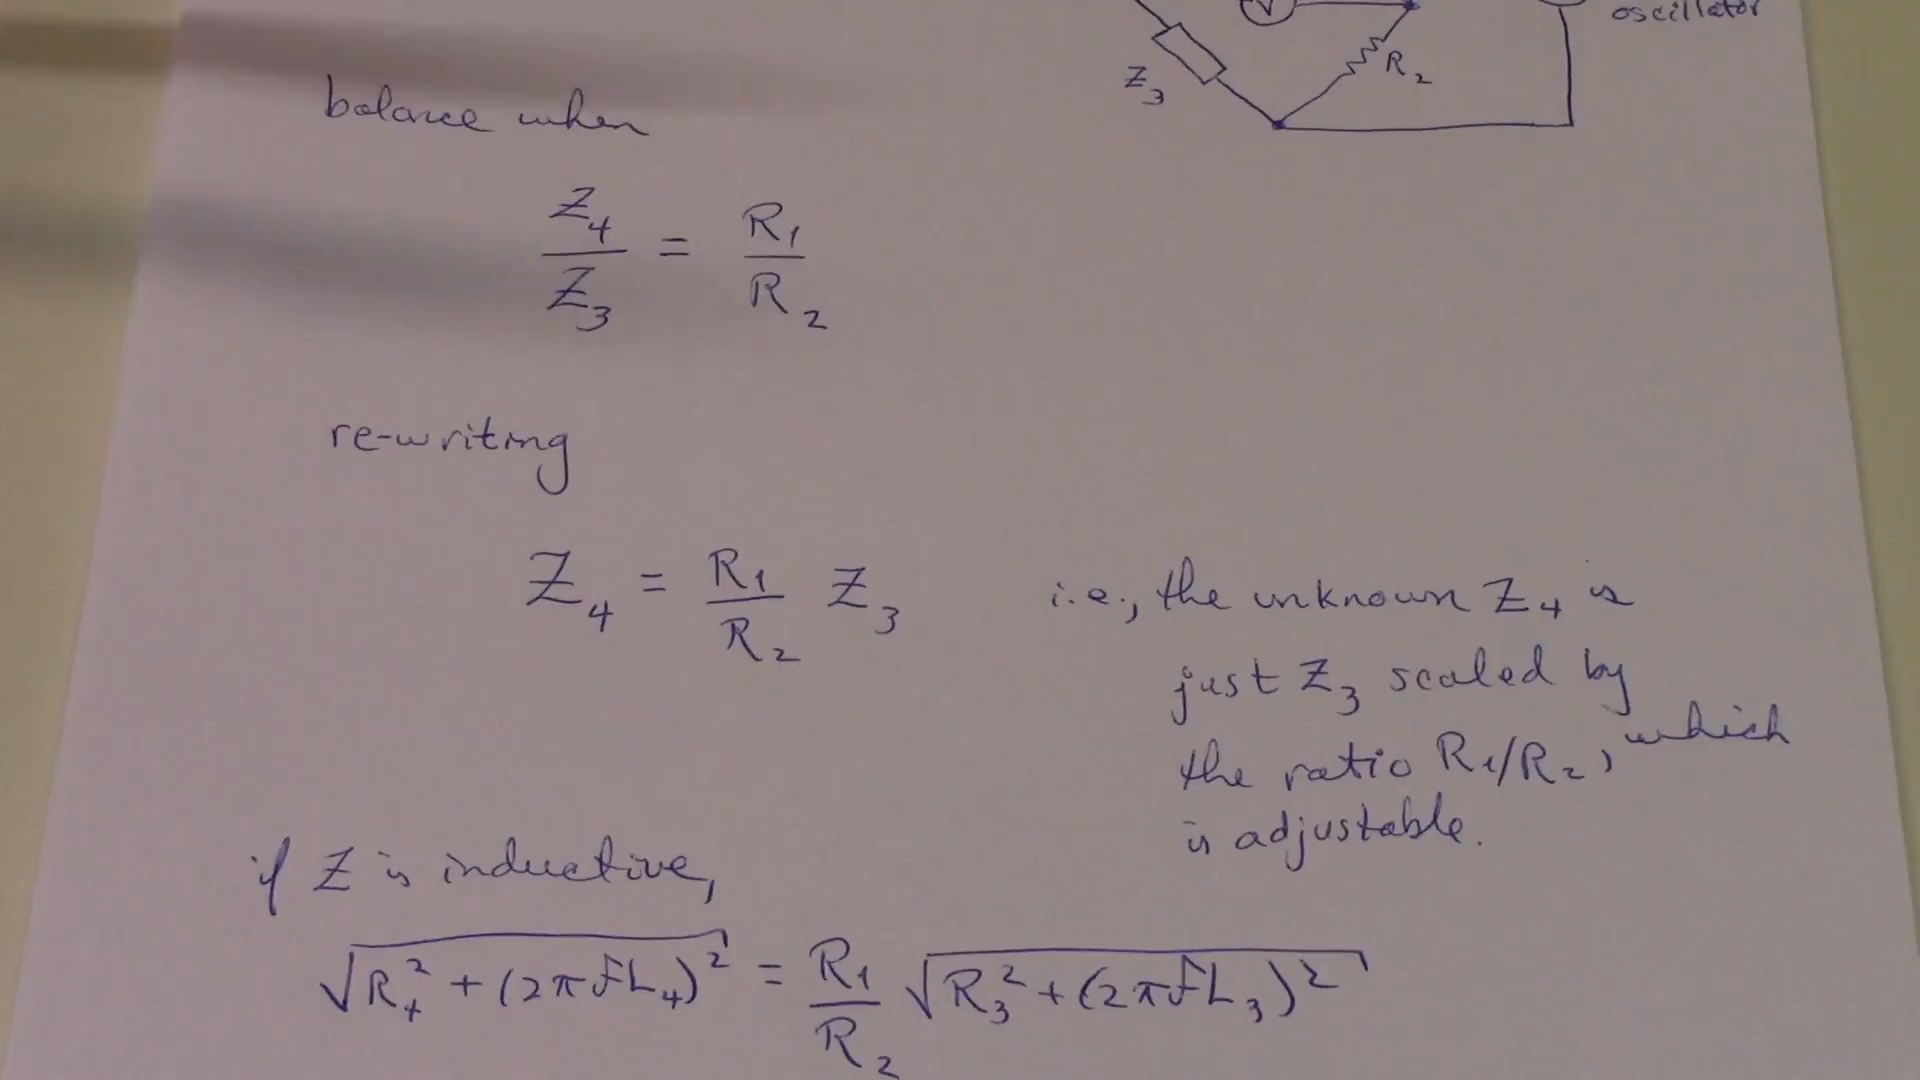 V
oscillator
R2
Z3
balance when
Z4/Z3 = R1/R2
re-writing
Z4 = R1/R2 Z3
i.e., the unknown Z4 is
just Z3 scaled by
the ratio R1/R2, which
is adjustable.
if Z is inductive,
√R4² + (2πfL4)² = R1/R2 √R3² + (2πfL3)²